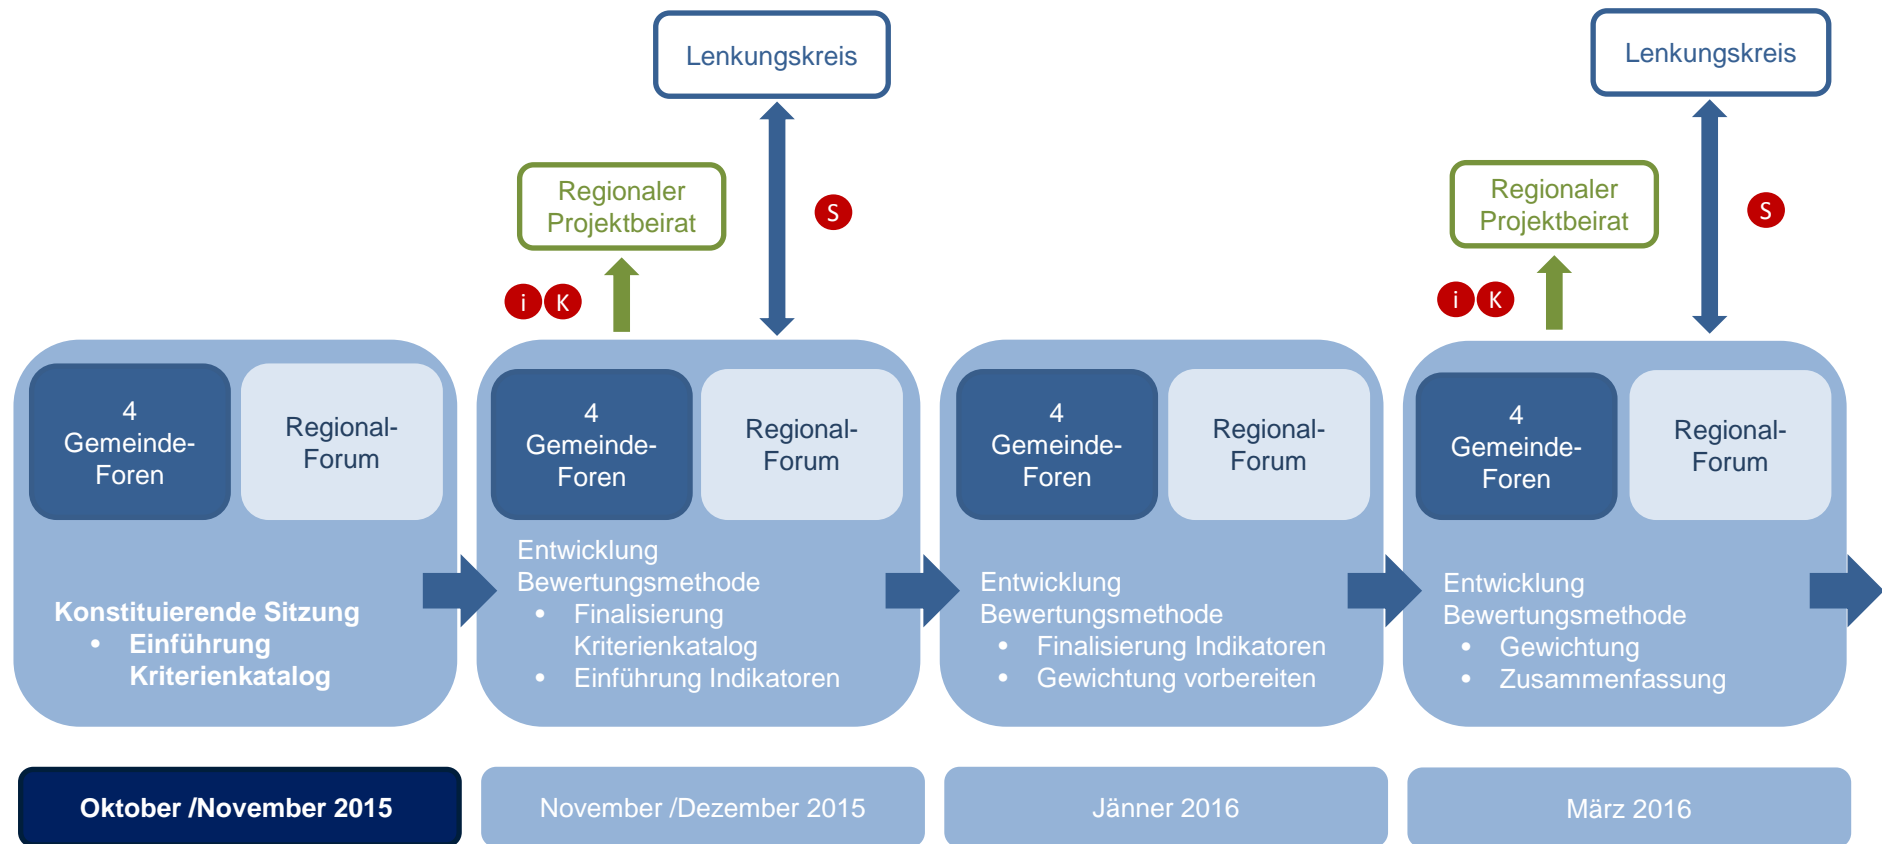 Lenkungskreis
Lenkungskreis
Regionaler
Projektbeirat
S
i K
Regionaler
Projektbeirat
S
i K
4
Gemeinde-
Foren
Regional-
Forum
Konstituierende Sitzung
• Einführung
Kriterienkatalog
4
Gemeinde-
Foren
Regional-
Forum
Entwicklung
Bewertungsmethode
• Finalisierung
Kriterienkatalog
• Einführung Indikatoren
4
Gemeinde-
Foren
Regional-
Forum
Entwicklung
Bewertungsmethode
• Finalisierung Indikatoren
• Gewichtung vorbereiten
4
Gemeinde-
Foren
Regional-
Forum
Entwicklung
Bewertungsmethode
• Gewichtung
• Zusammenfassung
Oktober /November 2015
November /Dezember 2015
Jänner 2016
März 2016